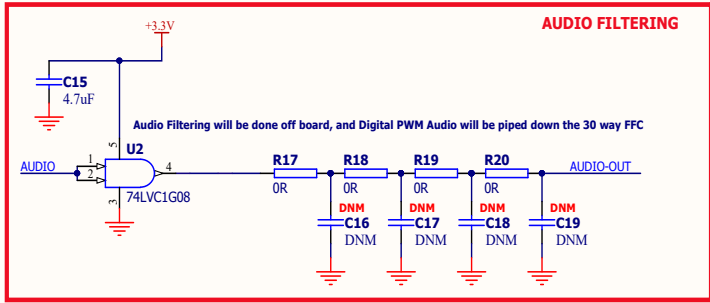 AUDIO FILTERING
+3.3V
C15
4.7uF
Audio Filtering will be done off board, and Digital PWM Audio will be piped down the 30 way FFC
5
U2
AUDIO
1
2
4
3
74LVC1G08
R17
R18
R19
R20
AUDIO-OUT
0R
0R
0R
0R
DNM
DNM
DNM
DNM
C16
C17
C18
C19
DNM
DNM
DNM
DNM